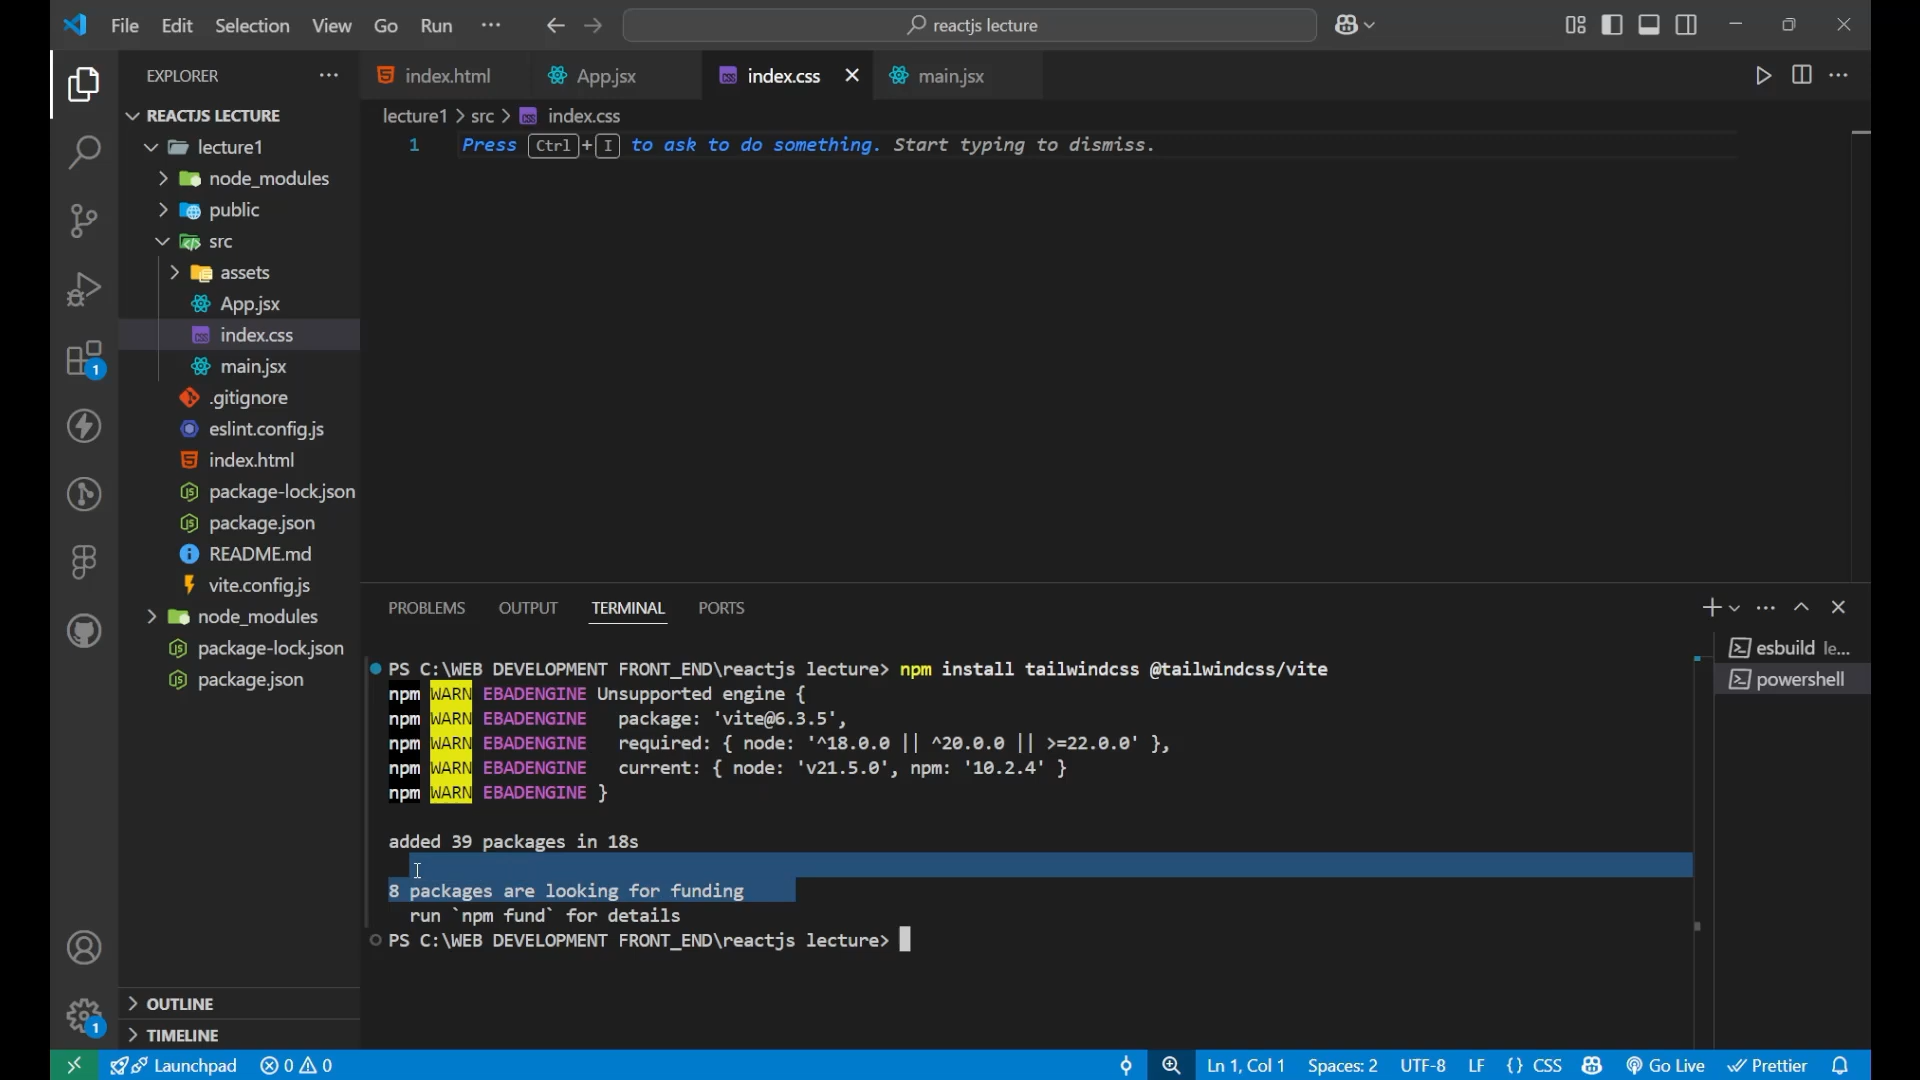 File Edit Selection View Go Run ··· reactjs lecture
EXPLORER ···
index.html App.jsx index.css main.jsx
REACTJS LECTURE
lecture1
node_modules
public
src
assets
App.jsx
index.css
main.jsx
.gitignore
eslint.config.js
index.html
package-lock.json
package.json
README.md
vite.config.js
node_modules
package-lock.json
package.json
OUTLINE
TIMELINE
1
1
lecture1 > src > index.css
1 Press Ctrl+I to ask to do something. Start typing to dismiss.
PROBLEMS OUTPUT TERMINAL PORTS
PS C:\WEB DEVELOPMENT FRONT_END\reactjs lecture> npm install tailwindcss @tailwindcss/vite
npm WARN EBADENGINE Unsupported engine {
npm WARN EBADENGINE   package: 'vite@6.3.5',
npm WARN EBADENGINE   required: { node: '^18.0.0 || ^20.0.0 || >=22.0.0' },
npm WARN EBADENGINE   current: { node: 'v21.5.0', npm: '10.2.4' }
npm WARN EBADENGINE }
added 39 packages in 18s
8 packages are looking for funding
run `npm fund` for details
PS C:\WEB DEVELOPMENT FRONT_END\reactjs lecture>
esbuild le...
powershell
Launchpad 0 0 Ln 1, Col 1 Spaces: 2 UTF-8 LF {} CSS Go Live Prettier